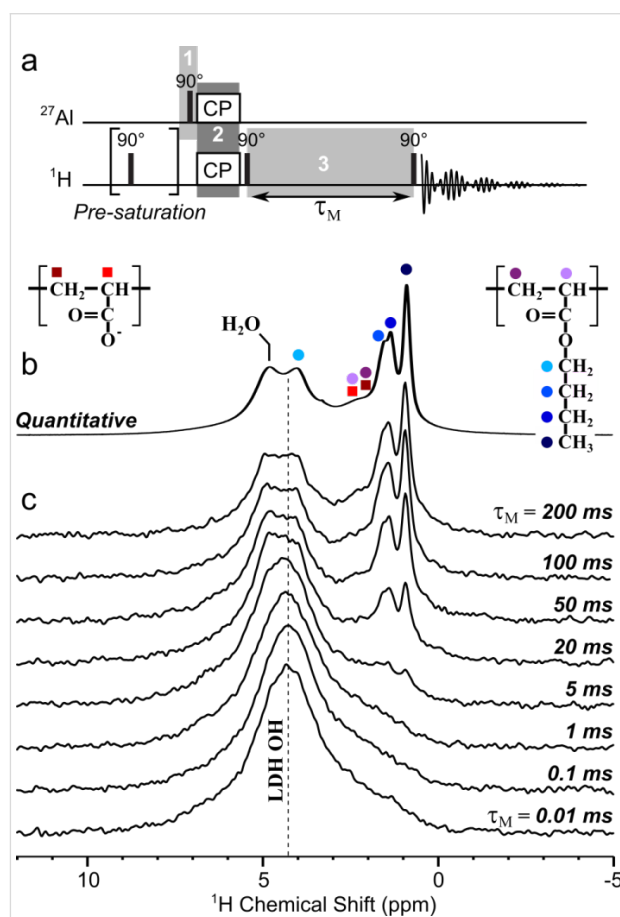 a
1
90°
²⁷Al
CP
90°
2
90°
90°
¹H
CP
3
Pre-saturation
τM
CH₂ CH
O=C
O⁻
H₂O
b
Quantitative
CH₂ CH
O=C
O
CH₂
CH₂
CH₂
CH₃
c
τM = 200 ms
100 ms
50 ms
20 ms
5 ms
1 ms
0.1 ms
τM = 0.01 ms
LDH OH
10 5 0 -5
¹H Chemical Shift (ppm)